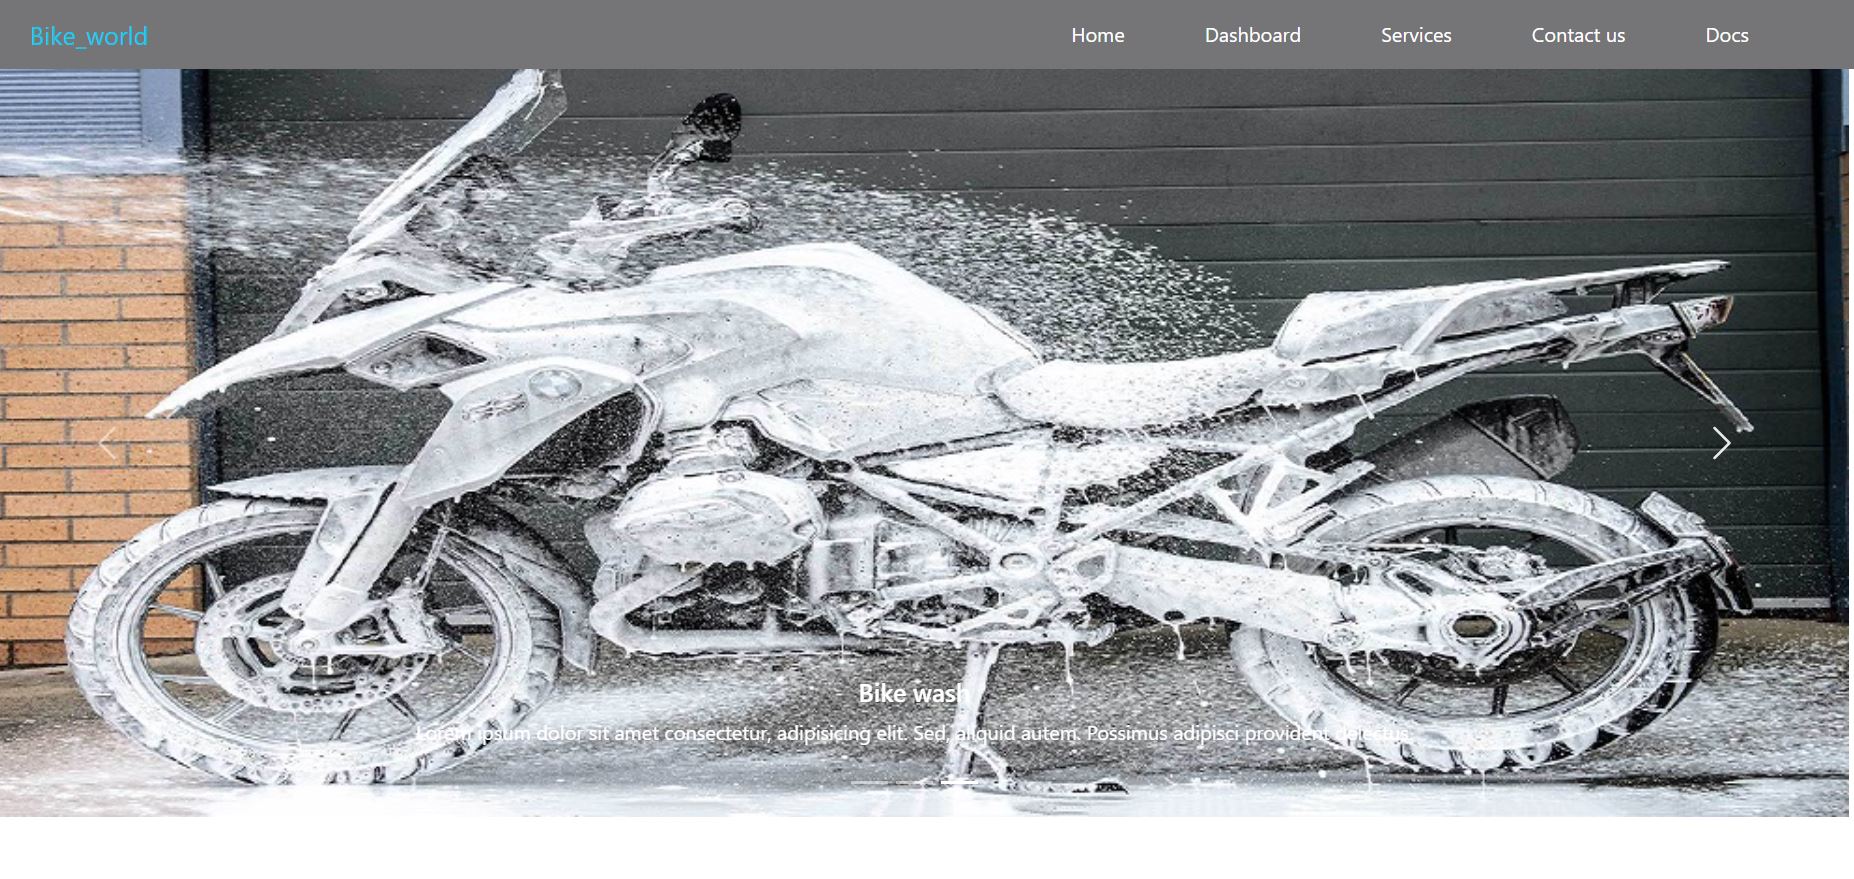 Bike_world
Home Dashboard Services Contact us Docs
Bike wash
Lorem ipsum dolor sit amet consectetur, adipisicing elit. Sed, aliquid autem. Possimus adipisci provident delectus.